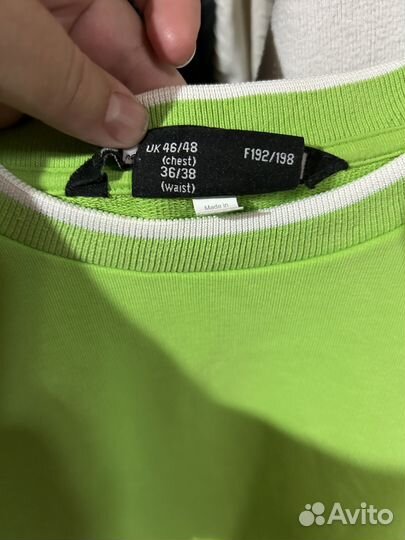 UK 46/48
(chest)
36/38
(waist)
F192/198
Made in
Avito